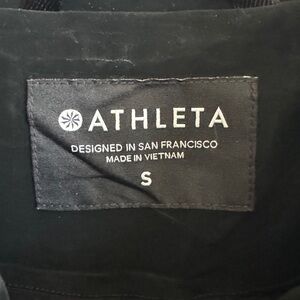 ATHLETA
DESIGNED IN SAN FRANCISCO
MADE IN VIETNAM
S